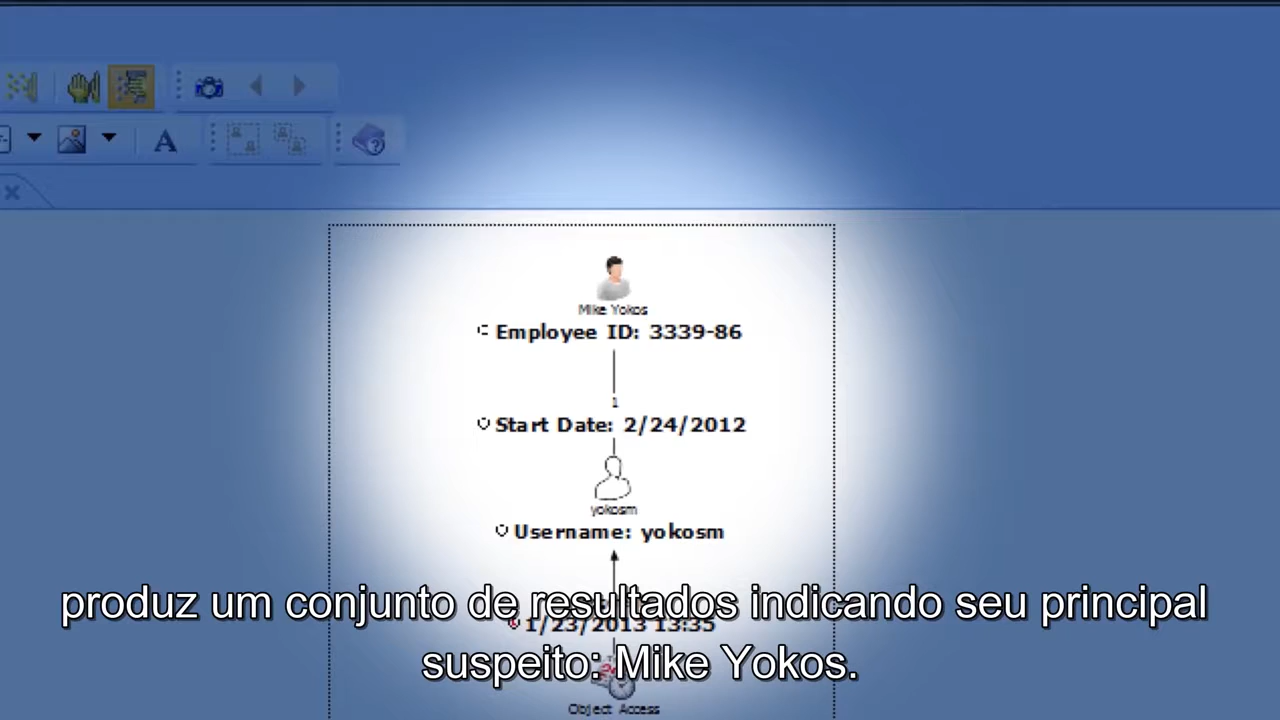 A
Mike Yokos
Employee ID: 3339-86
1
Start Date: 2/24/2012
yokosm
Username: yokosm
1/23/2013 13:35
produz um conjunto de resultados indicando seu principal
suspeito: Mike Yokos.
Object Access